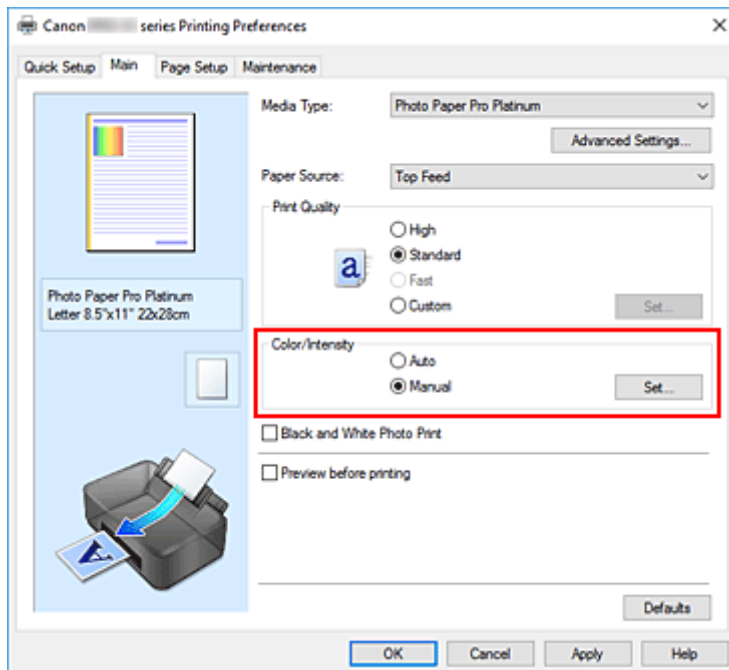 Canon series Printing Preferences
Quick Setup Main Page Setup Maintenance
Media Type: Photo Paper Pro Platinum
Advanced Settings...
Paper Source: Top Feed
Print Quality
High
Standard
Fast
Custom Set...
Photo Paper Pro Platinum
Letter 8.5"x11" 22x28cm
Color/Intensity
Auto
Manual Set...
Black and White Photo Print
Preview before printing
Defaults
OK Cancel Apply Help
a
A